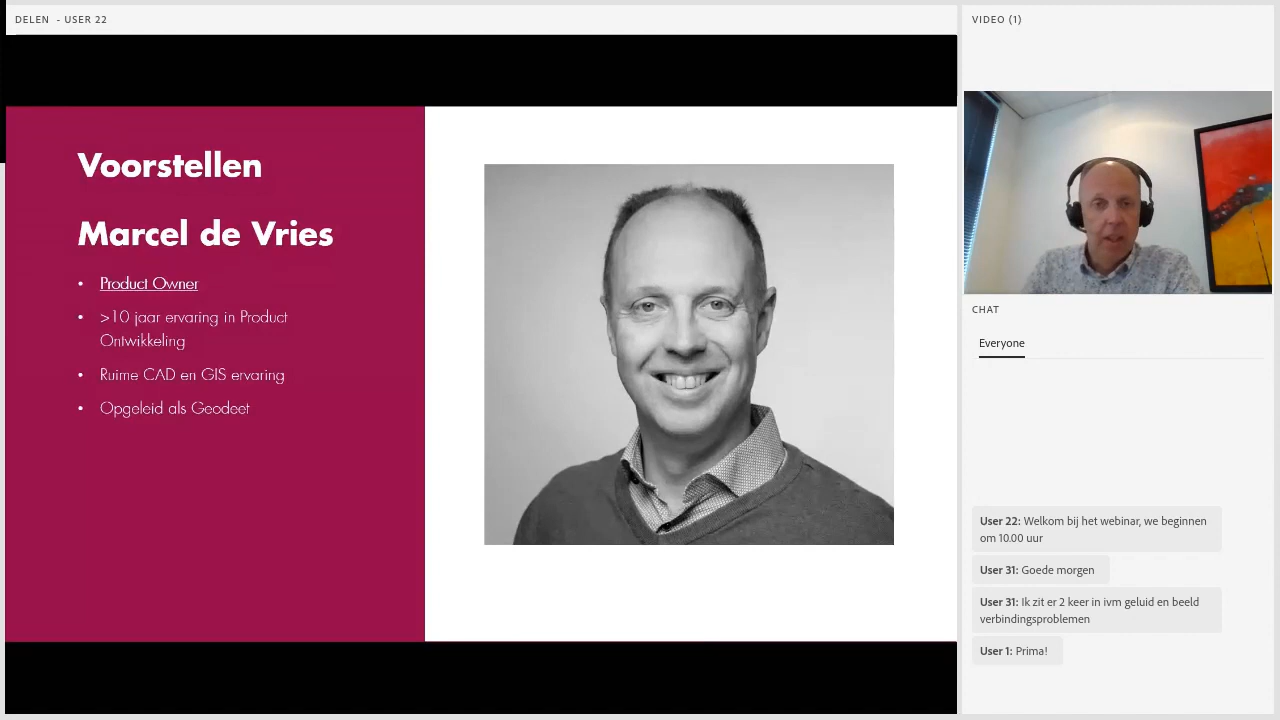 DELEN - USER 22
Voorstellen
Marcel de Vries
• Product Owner
• >10 jaar ervaring in Product
Ontwikkeling
• Ruime CAD en GIS ervaring
• Opgeleid als Geodeet
VIDEO (1)
CHAT
Everyone
User 22: Welkom bij het webinar, we beginnen
om 10.00 uur
User 31: Goede morgen
User 31: Ik zit er 2 keer in ivm geluid en beeld
verbindingsproblemen
User 1: Prima!